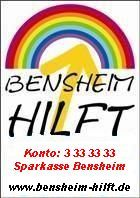 BENSHEIM
HILFT
Konto: 3 33 33 33
Sparkasse Bensheim
www.bensheim-hilft.de